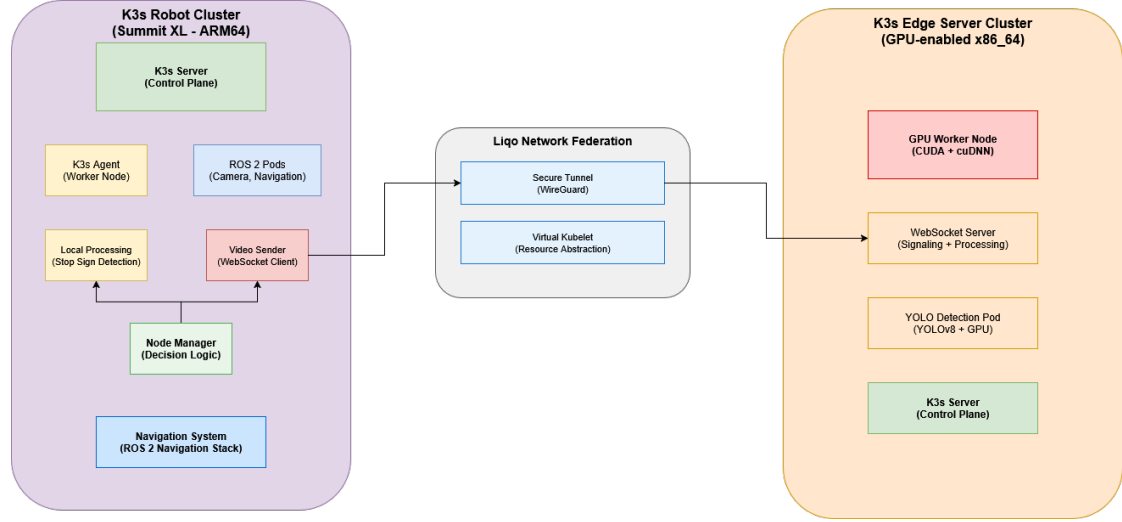 K3s Robot Cluster
(Summit XL - ARM64)
K3s Server
(Control Plane)
K3s Agent
(Worker Node)
ROS 2 Pods
(Camera, Navigation)
Local Processing
(Stop Sign Detection)
Video Sender
(WebSocket Client)
Node Manager
(Decision Logic)
Navigation System
(ROS 2 Navigation Stack)
Liqo Network Federation
Secure Tunnel
(WireGuard)
Virtual Kubelet
(Resource Abstraction)
K3s Edge Server Cluster
(GPU-enabled x86_64)
GPU Worker Node
(CUDA + cuDNN)
WebSocket Server
(Signaling + Processing)
YOLO Detection Pod
(YOLOv8 + GPU)
K3s Server
(Control Plane)